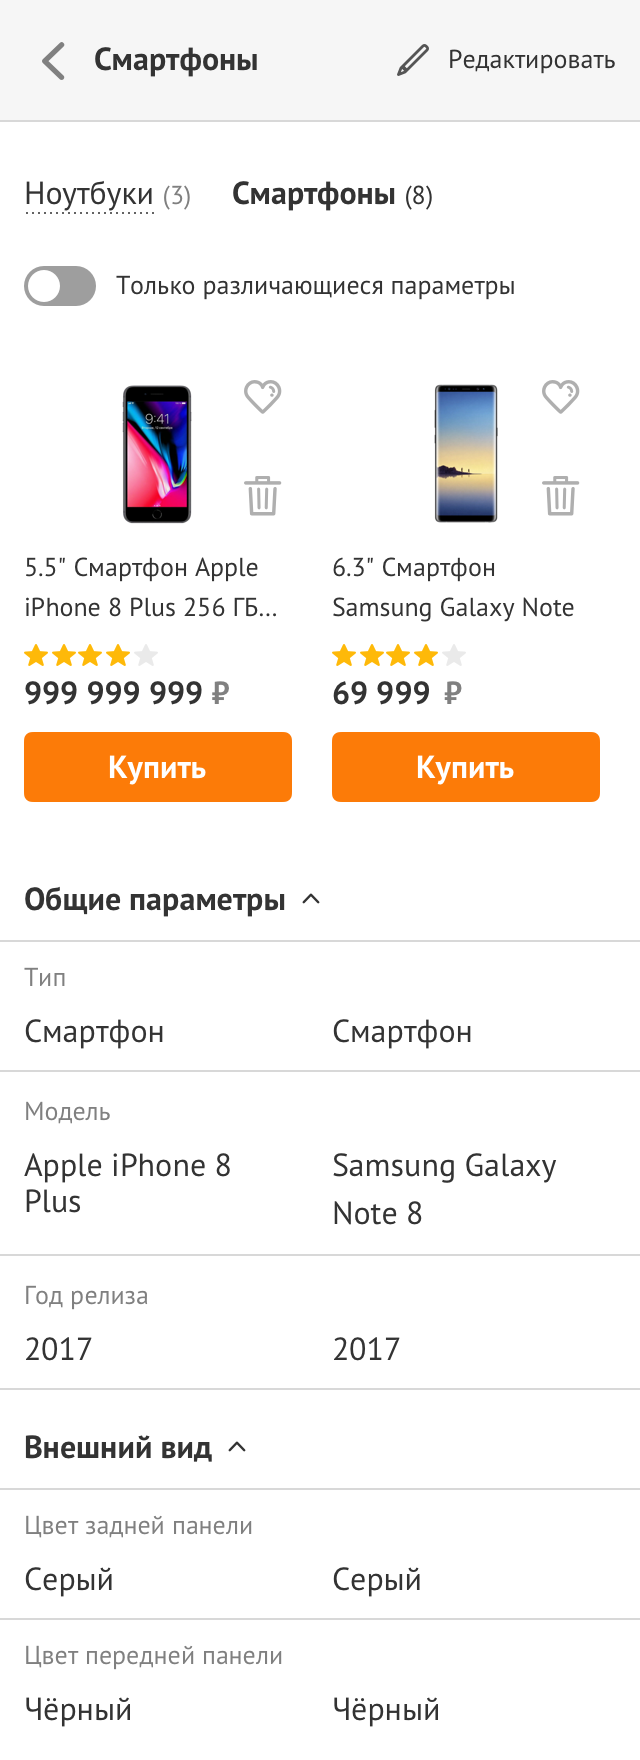 Смартфоны
Редактировать
Ноутбуки (3) Смартфоны (8)
Только различающиеся параметры
9:41
5.5" Смартфон Apple
iPhone 8 Plus 256 ГБ...
999 999 999 ₽
Купить
6.3" Смартфон
Samsung Galaxy Note
69 999 ₽
Купить
Общие параметры
Тип
Смартфон Смартфон
Модель
Apple iPhone 8
Plus
Samsung Galaxy
Note 8
Год релиза
2017 2017
Внешний вид
Цвет задней панели
Серый Серый
Цвет передней панели
Чёрный Чёрный